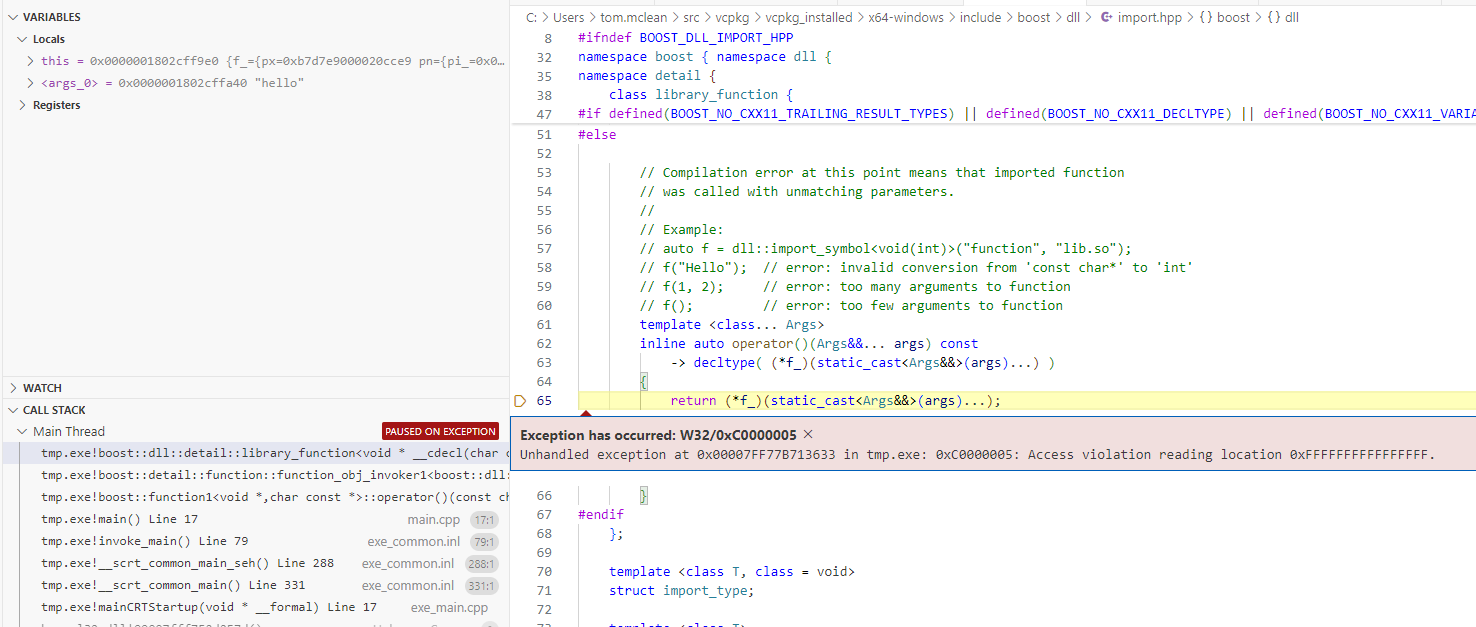 VARIABLES
Locals
this = 0x0000001802cff9e0 {f_={px=0xb7d7e9000020cce9 pn={pi_=0x0...
<args_0> = 0x0000001802cffa40 "hello"
Registers
WATCH
CALL STACK
Main Thread PAUSED ON EXCEPTION
tmp.exe!boost::dll::detail::library_function<void * __cdecl(char c
tmp.exe!boost::detail::function::function_obj_invoker1<boost::dll:
tmp.exe!boost::function1<void *,char const *>::operator()(const ch
tmp.exe!main() Line 17 main.cpp 17:1
tmp.exe!invoke_main() Line 79 exe_common.inl 79:1
tmp.exe!__scrt_common_main_seh() Line 288 exe_common.inl 288:1
tmp.exe!__scrt_common_main() Line 331 exe_common.inl 331:1
tmp.exe!mainCRTStartup(void * __formal) Line 17 exe_main.cpp
C: > Users > tom.mclean > src > vcpkg > vcpkg_installed > x64-windows > include > boost > dll > import.hpp > {} boost > {} dll
8 #ifndef BOOST_DLL_IMPORT_HPP
32 namespace boost { namespace dll {
35 namespace detail {
38 class library_function {
47 #if defined(BOOST_NO_CXX11_TRAILING_RESULT_TYPES) || defined(BOOST_NO_CXX11_DECLTYPE) || defined(BOOST_NO_CXX11_VARIA
51 #else
52
53 // Compilation error at this point means that imported function
54 // was called with unmatching parameters.
55 //
56 // Example:
57 // auto f = dll::import_symbol<void(int)>("function", "lib.so");
58 // f("Hello");  // error: invalid conversion from 'const char*' to 'int'
59 // f(1, 2);     // error: too many arguments to function
60 // f();         // error: too few arguments to function
61 template <class... Args>
62 inline auto operator()(Args&&... args) const
63 -> decltype( (*f_)(static_cast<Args&&>(args)...) )
64 {
65 return (*f_)(static_cast<Args&&>(args)...);
Exception has occurred: W32/0xC0000005
Unhandled exception at 0x00007FF77B713633 in tmp.exe: 0xC0000005: Access violation reading location 0xFFFFFFFFFFFFFFFF.
66 }
67 #endif
68 };
69
70 template <class T, class = void>
71 struct import_type;
72